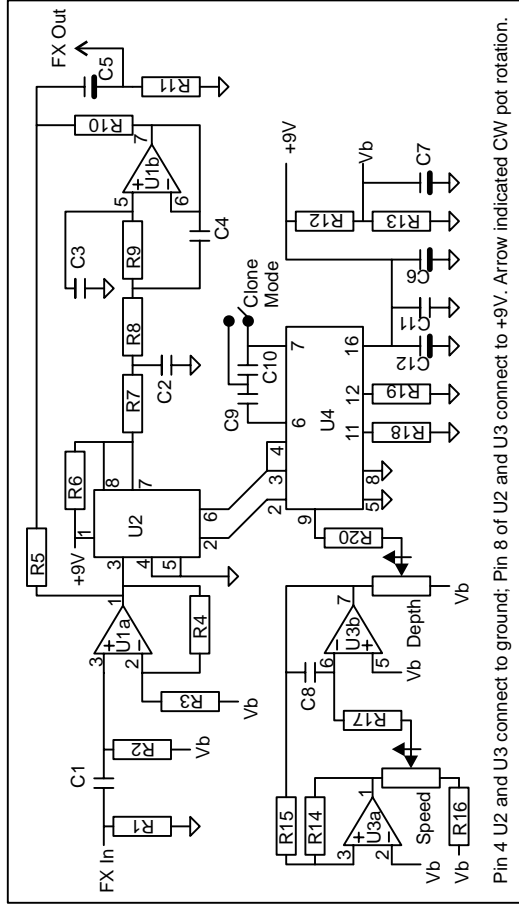 FX In
C1
R1
R2
Vb
R3
Vb
3
2
+
−
U1a
1
R4
R5
+9V
R6
1
8
7
3
4
5
U2
2
6
R7
C2
R8
R9
C3
C4
5
6
+
−
U1b
7
R10
C5
R11
FX Out
R15
R14
3
2
+
−
U3a
1
Vb
Speed
R16
Vb
R17
C8
6
5
−
+
U3b
7
Vb
Depth
Vb
R20
9
2
3
4
5
8
U4
6
7
11
12
16
C9
C10
Clone
Mode
R18
R19
C12
C11
C6
+9V
R12
R13
Vb
C7
Pin 4 U2 and U3 connect to ground; Pin 8 of U2 and U3 connect to +9V. Arrow indicated CW pot rotation.